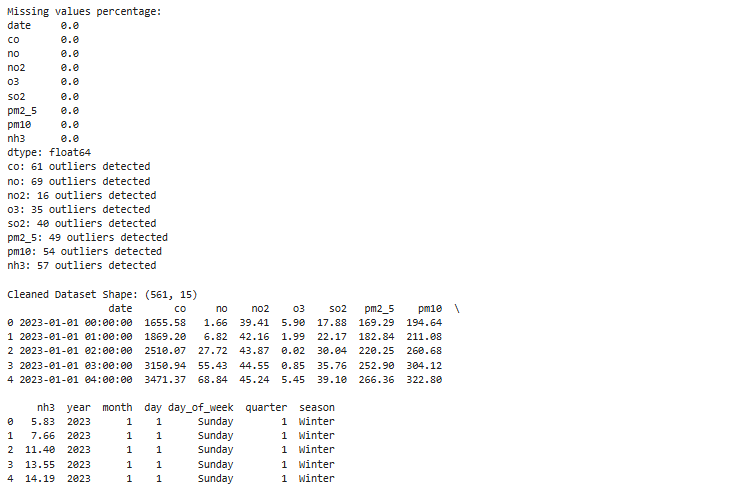 Missing values percentage:
date     0.0
co       0.0
no       0.0
no2      0.0
o3       0.0
so2      0.0
pm2_5    0.0
pm10     0.0
nh3      0.0
dtype: float64
co: 61 outliers detected
no: 69 outliers detected
no2: 16 outliers detected
o3: 35 outliers detected
so2: 40 outliers detected
pm2_5: 49 outliers detected
pm10: 54 outliers detected
nh3: 57 outliers detected

Cleaned Dataset Shape: (561, 15)
                 date       co     no    no2    o3    so2   pm2_5    pm10  \
0 2023-01-01 00:00:00  1655.58   1.66  39.41  5.90  17.88  169.29  194.64
1 2023-01-01 01:00:00  1869.20   6.82  42.16  1.99  22.17  182.84  211.08
2 2023-01-01 02:00:00  2510.07  27.72  43.87  0.02  30.04  220.25  260.68
3 2023-01-01 03:00:00  3150.94  55.43  44.55  0.85  35.76  252.90  304.12
4 2023-01-01 04:00:00  3471.37  68.84  45.24  5.45  39.10  266.36  322.80

     nh3  year  month  day day_of_week  quarter  season
0   5.83  2023      1    1      Sunday        1  Winter
1   7.66  2023      1    1      Sunday        1  Winter
2  11.40  2023      1    1      Sunday        1  Winter
3  13.55  2023      1    1      Sunday        1  Winter
4  14.19  2023      1    1      Sunday        1  Winter